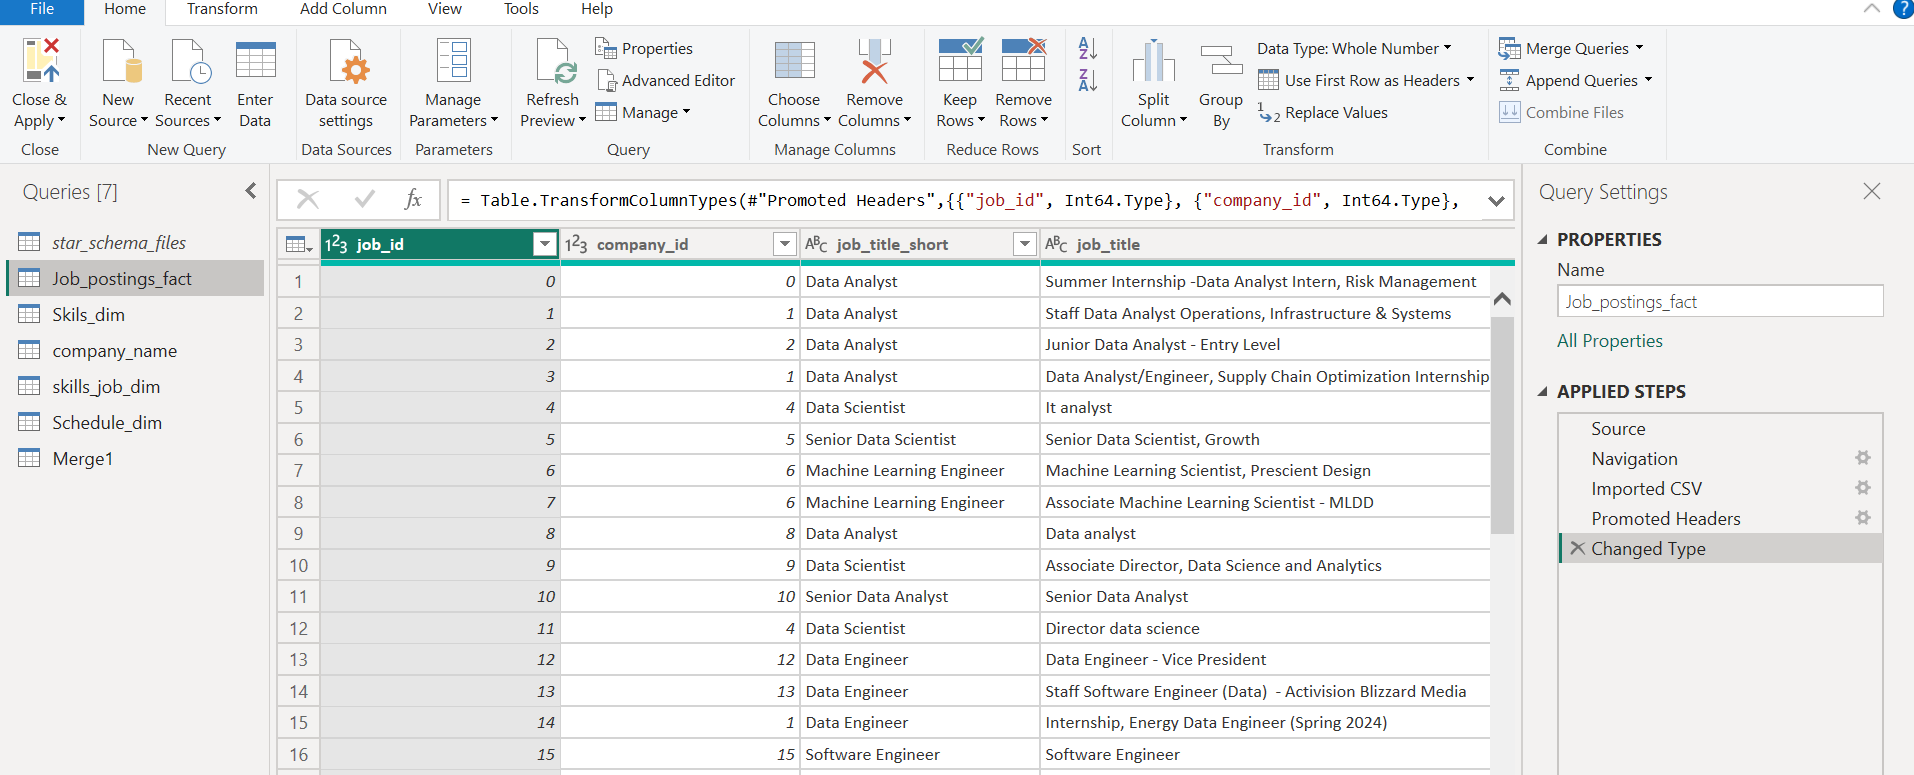 File Home Transform Add Column View Tools Help ?
Close & Apply
New Source
Recent Sources
Enter Data
Data source settings
Manage Parameters
Refresh Preview
Properties
Advanced Editor
Manage
Choose Columns
Remove Columns
Keep Rows
Remove Rows
A Z
Z A
Split Column
Group By
Data Type: Whole Number
Use First Row as Headers
1 2 Replace Values
Merge Queries
Append Queries
Combine Files
Close New Query Data Sources Parameters Query Manage Columns Reduce Rows Sort Transform Combine
Queries [7]
star_schema_files
Job_postings_fact
Skils_dim
company_name
skills_job_dim
Schedule_dim
Merge1
fx = Table.TransformColumnTypes(#"Promoted Headers",{{"job_id", Int64.Type}, {"company_id", Int64.Type},
123 job_id 123 company_id ABC job_title_short ABC job_title
1 0 0 Data Analyst Summer Internship -Data Analyst Intern, Risk Management
2 1 1 Data Analyst Staff Data Analyst Operations, Infrastructure & Systems
3 2 2 Data Analyst Junior Data Analyst - Entry Level
4 3 1 Data Analyst Data Analyst/Engineer, Supply Chain Optimization Internship
5 4 4 Data Scientist It analyst
6 5 5 Senior Data Scientist Senior Data Scientist, Growth
7 6 6 Machine Learning Engineer Machine Learning Scientist, Prescient Design
8 7 6 Machine Learning Engineer Associate Machine Learning Scientist - MLDD
9 8 8 Data Analyst Data analyst
10 9 9 Data Scientist Associate Director, Data Science and Analytics
11 10 10 Senior Data Analyst Senior Data Analyst
12 11 4 Data Scientist Director data science
13 12 12 Data Engineer Data Engineer - Vice President
14 13 13 Data Engineer Staff Software Engineer (Data) - Activision Blizzard Media
15 14 1 Data Engineer Internship, Energy Data Engineer (Spring 2024)
16 15 15 Software Engineer Software Engineer
Query Settings
PROPERTIES
Name
Job_postings_fact
All Properties
APPLIED STEPS
Source
Navigation
Imported CSV
Promoted Headers
Changed Type